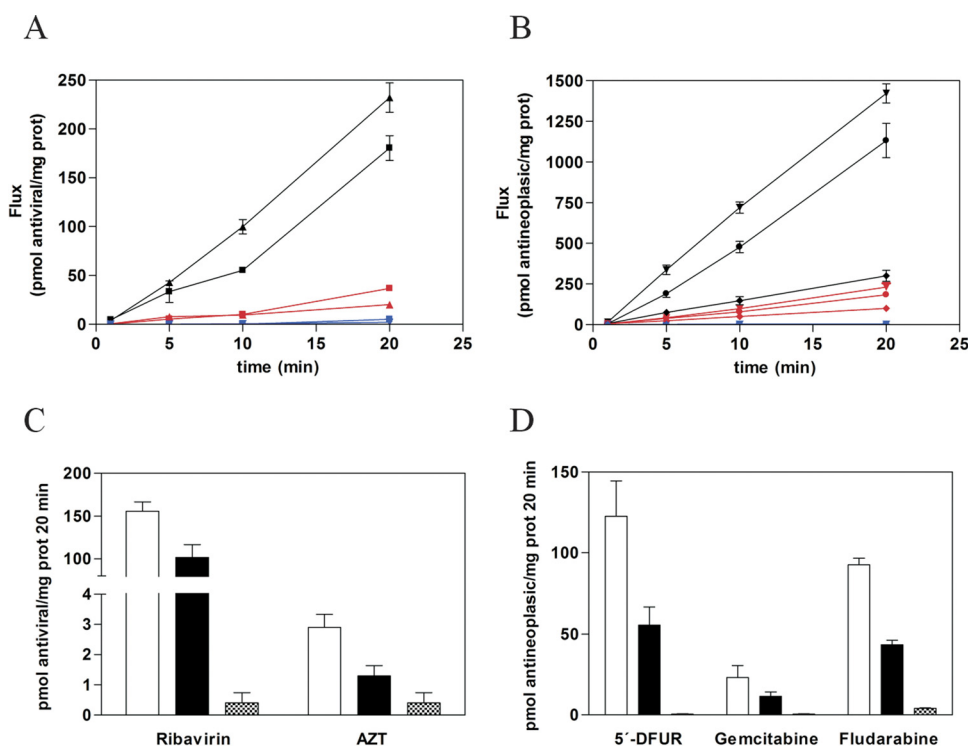 A
B
250
200
150
100
50
0
Flux
(pmol antiviral/mg prot)
0
5
10
15
20
25
time (min)
1500
1250
1000
750
500
250
0
Flux
(pmol antineoplasic/mg prot)
0
5
10
15
20
25
time (min)
C
D
200
150
100
4
3
2
1
0
pmol antiviral/mg prot 20 min
Ribavirin
AZT
150
100
50
0
pmol antineoplasic/mg prot 20 min
5´-DFUR
Gemcitabine
Fludarabine